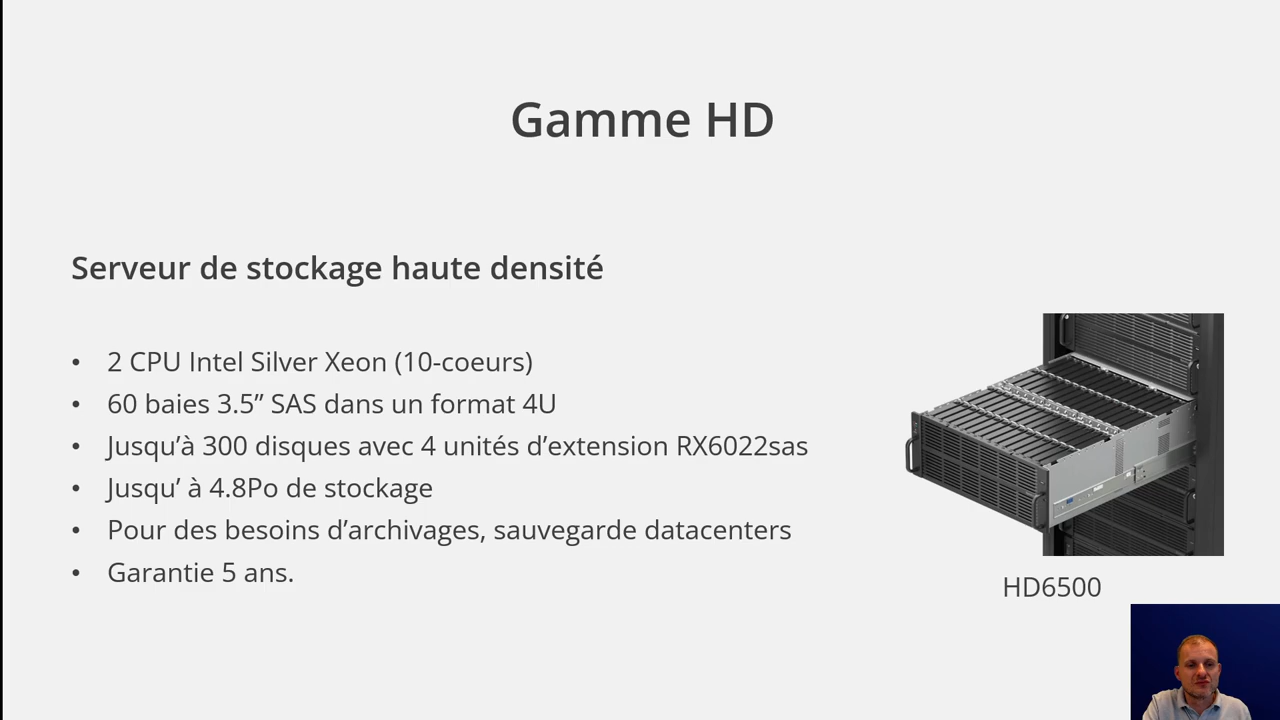 Gamme HD
Serveur de stockage haute densité
• 2 CPU Intel Silver Xeon (10-coeurs)
• 60 baies 3.5” SAS dans un format 4U
• Jusqu’à 300 disques avec 4 unités d’extension RX6022sas
• Jusqu’ à 4.8Po de stockage
• Pour des besoins d’archivages, sauvegarde datacenters
• Garantie 5 ans.
HD6500